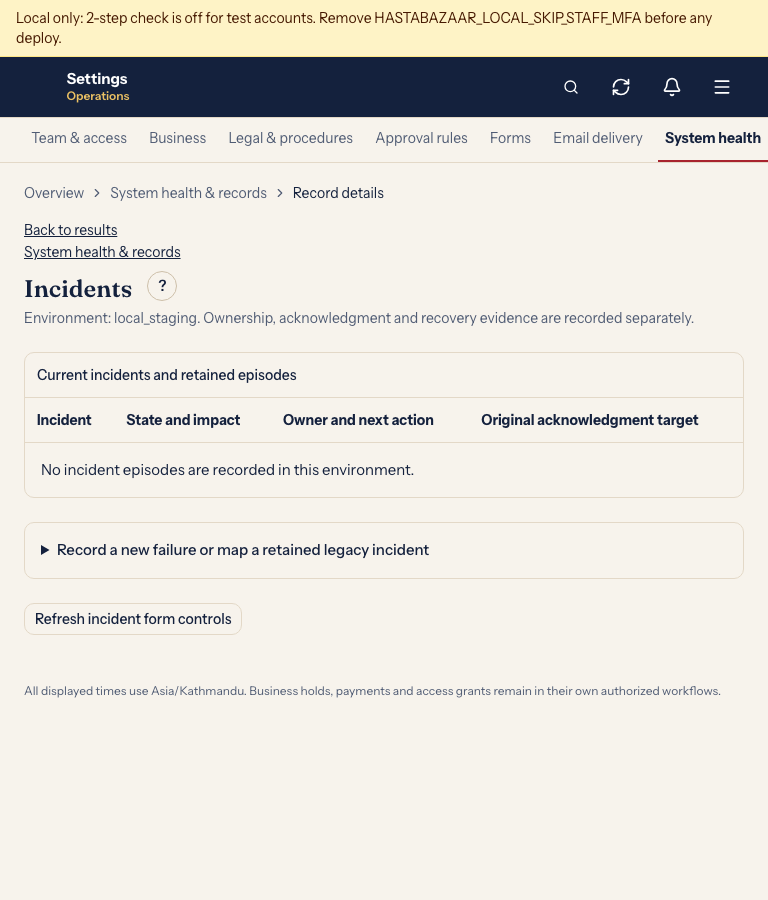 Local only: 2-step check is off for test accounts. Remove HASTABAZAAR_LOCAL_SKIP_STAFF_MFA before any
deploy.
Settings
Operations
Team & access Business Legal & procedures Approval rules Forms Email delivery System health
Overview > System health & records > Record details
Back to results
System health & records
Incidents ?
Environment: local_staging. Ownership, acknowledgment and recovery evidence are recorded separately.
Current incidents and retained episodes
Incident State and impact Owner and next action Original acknowledgment target
No incident episodes are recorded in this environment.
Record a new failure or map a retained legacy incident
Refresh incident form controls
All displayed times use Asia/Kathmandu. Business holds, payments and access grants remain in their own authorized workflows.